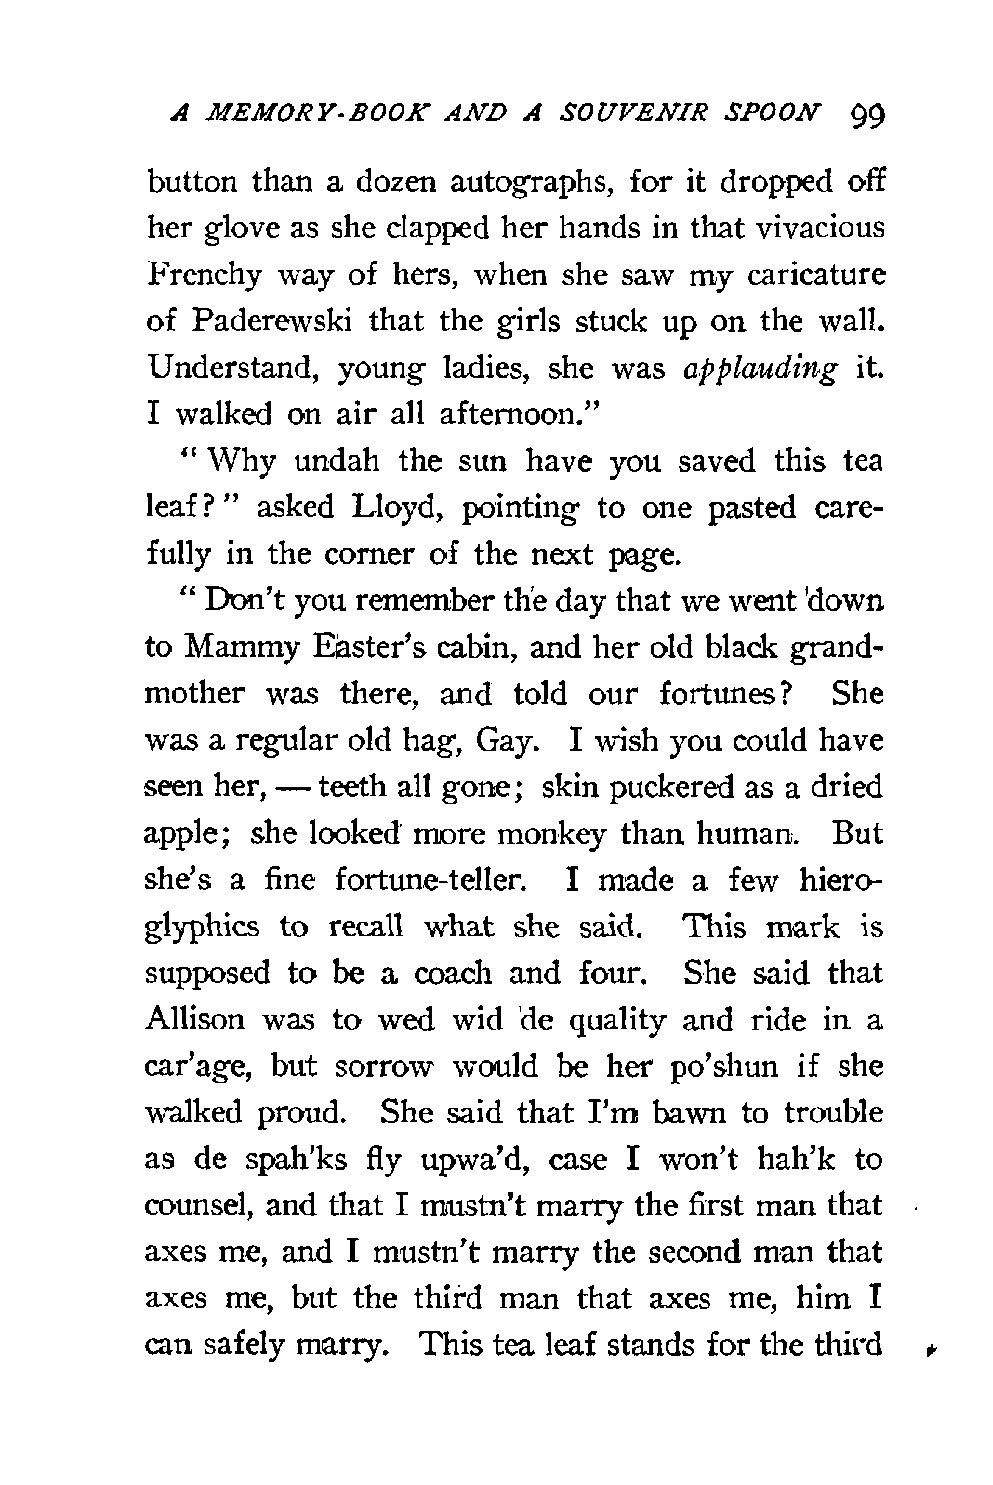 A MEMORY-BOOK AND A SOUVENIR SPOON 99
button than a dozen autographs, for it dropped off
her glove as she clapped her hands in that vivacious
Frenchy way of hers, when she saw my caricature
of Paderewski that the girls stuck up on the wall.
Understand, young ladies, she was applauding it.
I walked on air all afternoon.”
“ Why undah the sun have you saved this tea
leaf? ” asked Lloyd, pointing to one pasted care-
fully in the corner of the next page.
“ Don’t you remember the day that we went down
to Mammy Easter’s cabin, and her old black grand-
mother was there, and told our fortunes? She
was a regular old hag, Gay. I wish you could have
seen her, — teeth all gone; skin puckered as a dried
apple; she looked more monkey than human. But
she’s a fine fortune-teller. I made a few hiero-
glyphics to recall what she said. This mark is
supposed to be a coach and four. She said that
Allison was to wed wid de quality and ride in a
car’age, but sorrow would be her po’shun if she
walked proud. She said that I’m bawn to trouble
as de spah’ks fly upwa’d, case I won’t hah’k to
counsel, and that I mustn’t marry the first man that
axes me, and I mustn’t marry the second man that
axes me, but the third man that axes me, him I
can safely marry. This tea leaf stands for the third